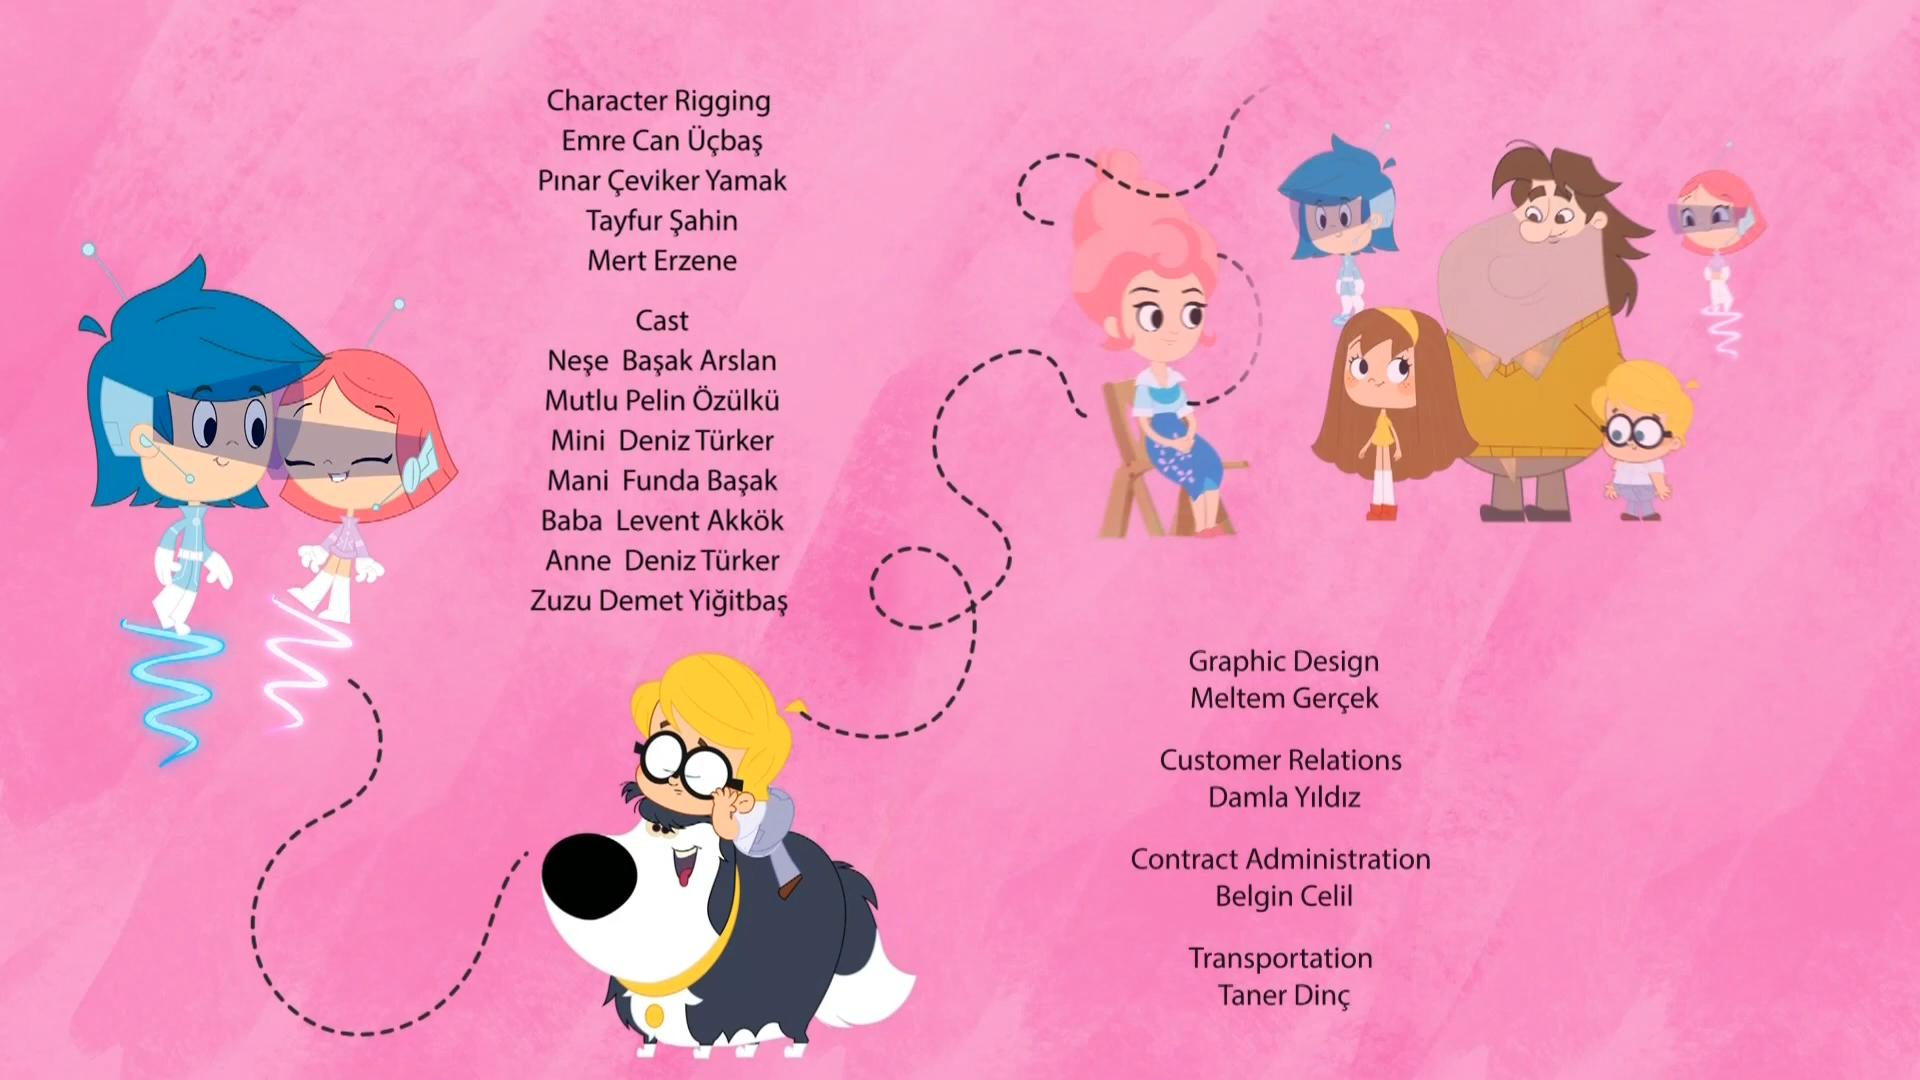 Character Rigging
Emre Can Üçbaş
Pınar Çeviker Yamak
Tayfur Şahin
Mert Erzene
Cast
Neşe Başak Arslan
Mutlu Pelin Özülkü
Mini Deniz Türker
Mani Funda Başak
Baba Levent Akkök
Anne Deniz Türker
Zuzu Demet Yiğitbaş
Graphic Design
Meltem Gerçek
Customer Relations
Damla Yıldız
Contract Administration
Belgin Celil
Transportation
Taner Dinç